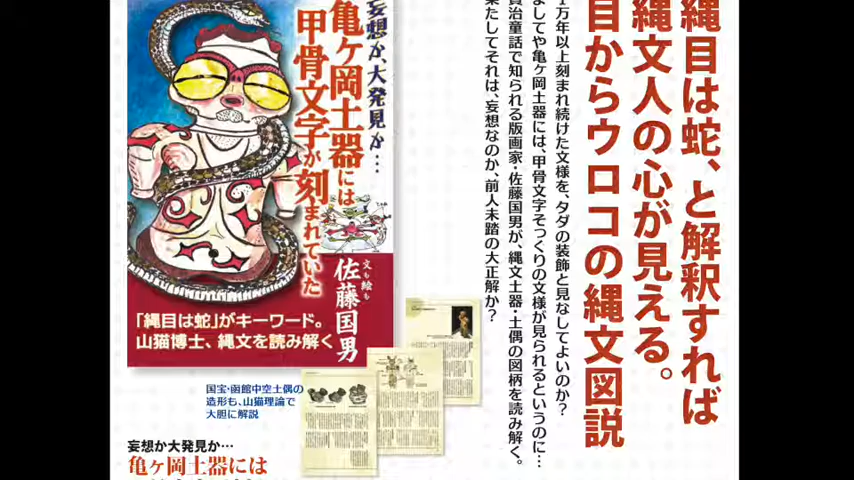 縄目は蛇、と解釈すれば
縄文人の心が見える。
目からウロコの縄文図説
1万年以上刻まれ続けた文様を、タダの装飾と見なしてよいのか?
ましてや亀ヶ岡土器には、甲骨文字そっくりの文様が見られるというのに…
賢治童話で知られる版画家・佐藤国男が、縄文土器・土偶の図柄を読み解く。
果たしてそれは、妄想なのか、前人未踏の大正解か?
妄想か、大発見か…
亀ヶ岡土器には
甲骨文字が刻まれていた
文も絵も
佐藤国男
「縄目は蛇」がキーワード。
山猫博士、縄文を読み解く
国宝・函館中空土偶の
造形も、山猫理論で
大胆に解説
妄想か大発見か…
亀ヶ岡土器には